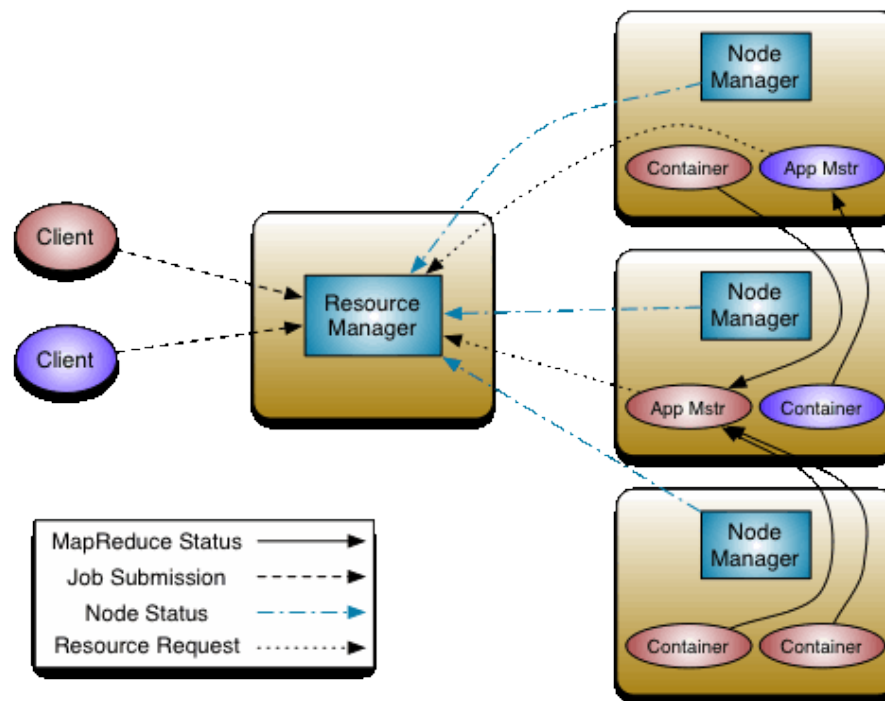 Node
Manager
Container
App Mstr
Client
Resource
Manager
Node
Manager
Client
App Mstr
Container
Node
Manager
MapReduce Status
Job Submission
Node Status
Resource Request
Container
Container